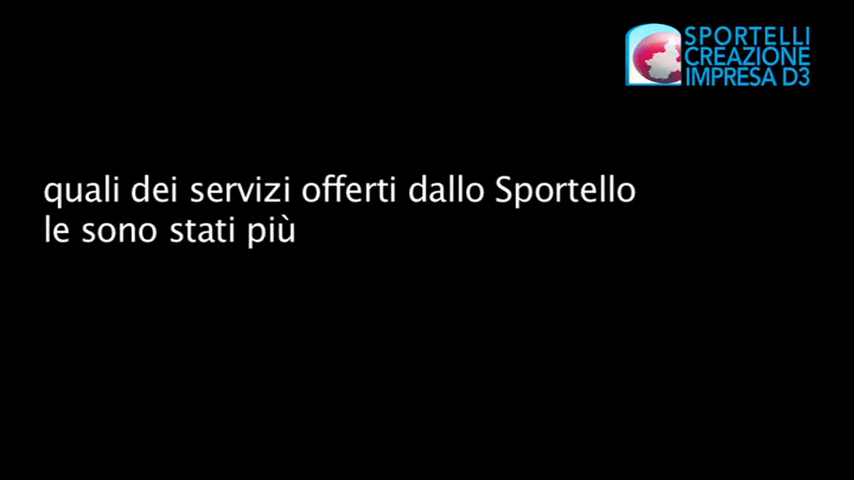 SPORTELLI
CREAZIONE
IMPRESA D3
quali dei servizi offerti dallo Sportello
le sono stati più